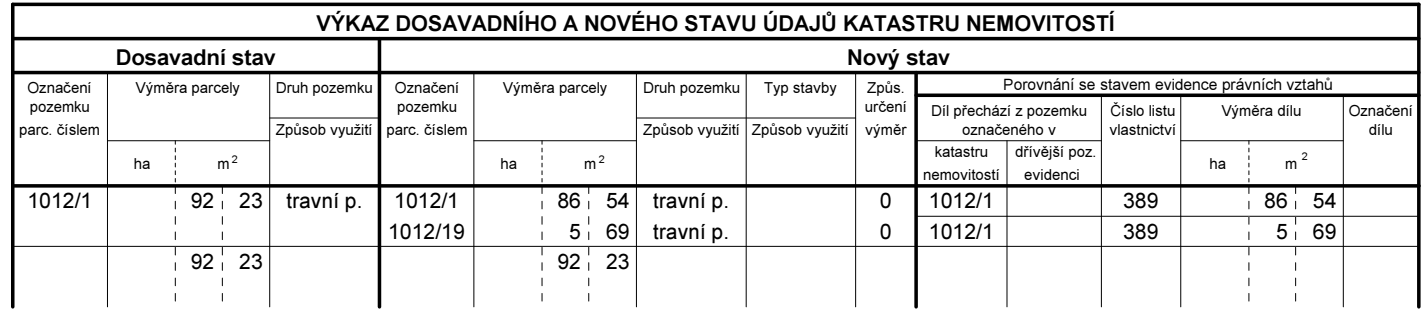 VÝKAZ DOSAVADNÍHO A NOVÉHO STAVU ÚDAJŮ KATASTRU NEMOVITOSTÍ
Dosavadní stav Nový stav
Označení pozemku parc. číslem Výměra parcely Druh pozemku Označení pozemku parc. číslem Výměra parcely Druh pozemku Typ stavby Způs. určení výměr Porovnání se stavem evidence právních vztahů
Způsob využití Způsob využití Způsob využití Díl přechází z pozemku označeného v Číslo listu vlastnictví Výměra dílu Označení dílu
ha m2 ha m2 katastru nemovitostí dřívější poz. evidenci ha m2
1012/1 92 23 travní p. 1012/1 86 54 travní p. 0 1012/1 389 86 54
1012/19 5 69 travní p. 0 1012/1 389 5 69
92 23 92 23